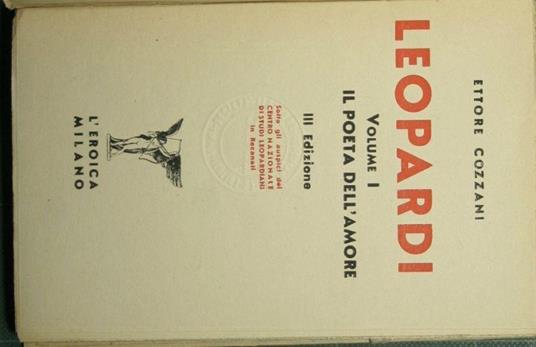 ETTORE COZZANI
LEOPARDI
VOLUME I
IL POETA DELL'AMORE
III Edizione
Sotto gli auspici del
CENTRO NAZIONALE
DI STUDI LEOPARDIANI
in Recanati
L'EROICA
MILANO